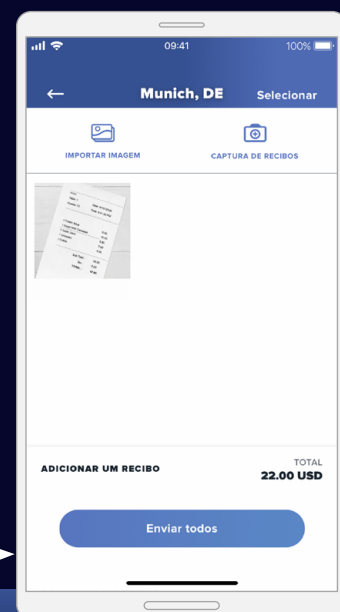 09:41
100%
Munich, DE
Selecionar
IMPORTAR IMAGEM
CAPTURA DE RECIBOS
ADICIONAR UM RECIBO
TOTAL
22.00 USD
Enviar todos